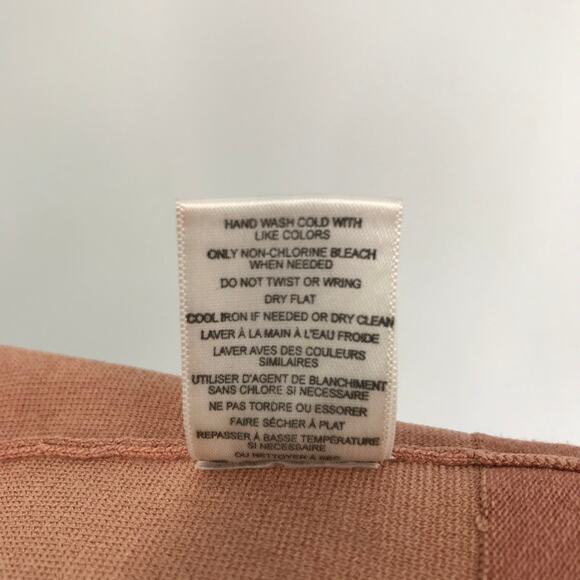 HAND WASH COLD WITH
LIKE COLORS
ONLY NON-CHLORINE BLEACH
WHEN NEEDED
DO NOT TWIST OR WRING
DRY FLAT
COOL IRON IF NEEDED OR DRY CLEAN
LAVER À LA MAIN À L'EAU FROIDE
LAVER AVES DES COULEURS
SIMILAIRES
UTILISER D'AGENT DE BLANCHIMENT
SANS CHLORE SI NECESSAIRE
NE PAS TORDRE OU ESSORER
FAIRE SÉCHER À PLAT
REPASSER À BASSE TEMPÉRATURE
SI NECESSAIRE
OU NETTOYER À SEC